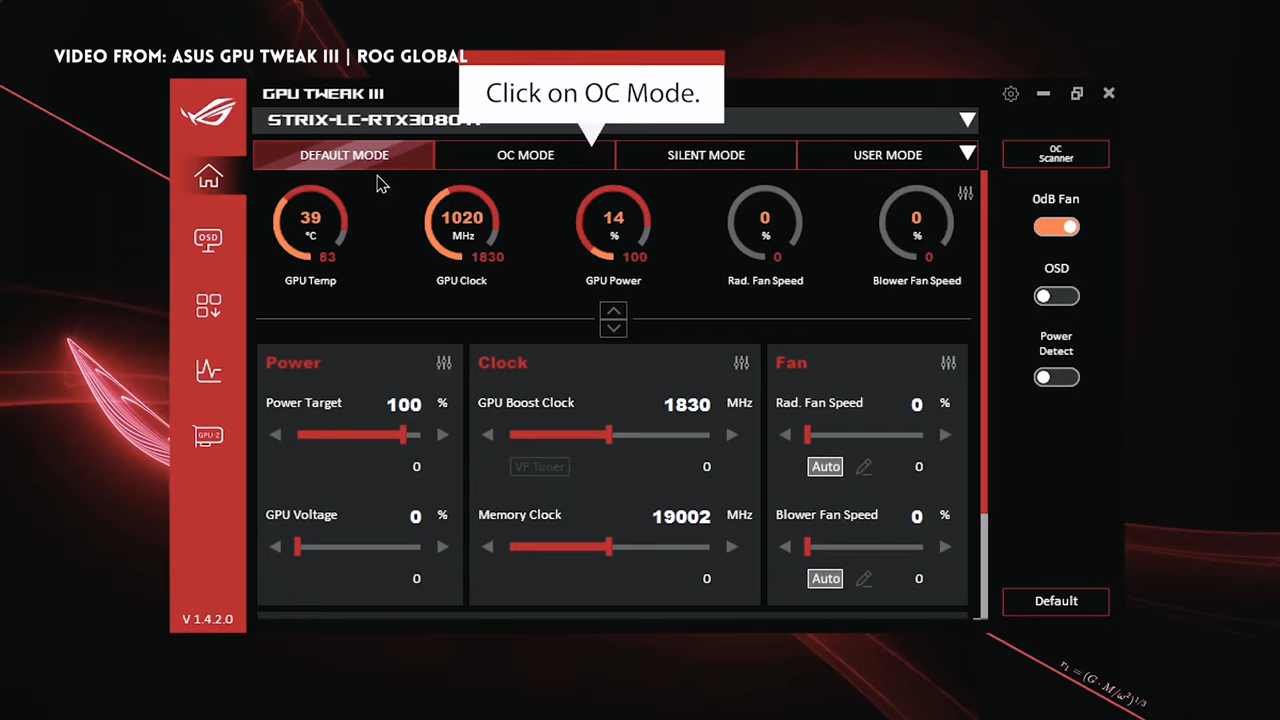 VIDEO FROM: ASUS GPU TWEAK III | ROG GLOBAL
Click on OC Mode.
GPU TWEAK III
DEFAULT MODE
OC MODE
SILENT MODE
USER MODE
OC
Scanner
39
°C
83
GPU Temp
1020
MHz
1830
GPU Clock
14
%
100
GPU Power
0
%
0
Rad. Fan Speed
0
%
0
Blower Fan Speed
0dB Fan
OSD
Power
Detect
OSD
GPU Z
Power
Power Target 100 %
0
GPU Voltage 0 %
0
Clock
GPU Boost Clock 1830 MHz
VF Tuner 0
Memory Clock 19002 MHz
0
Fan
Rad. Fan Speed 0 %
Auto 0
Blower Fan Speed 0 %
Auto 0
Default
V 1.4.2.0